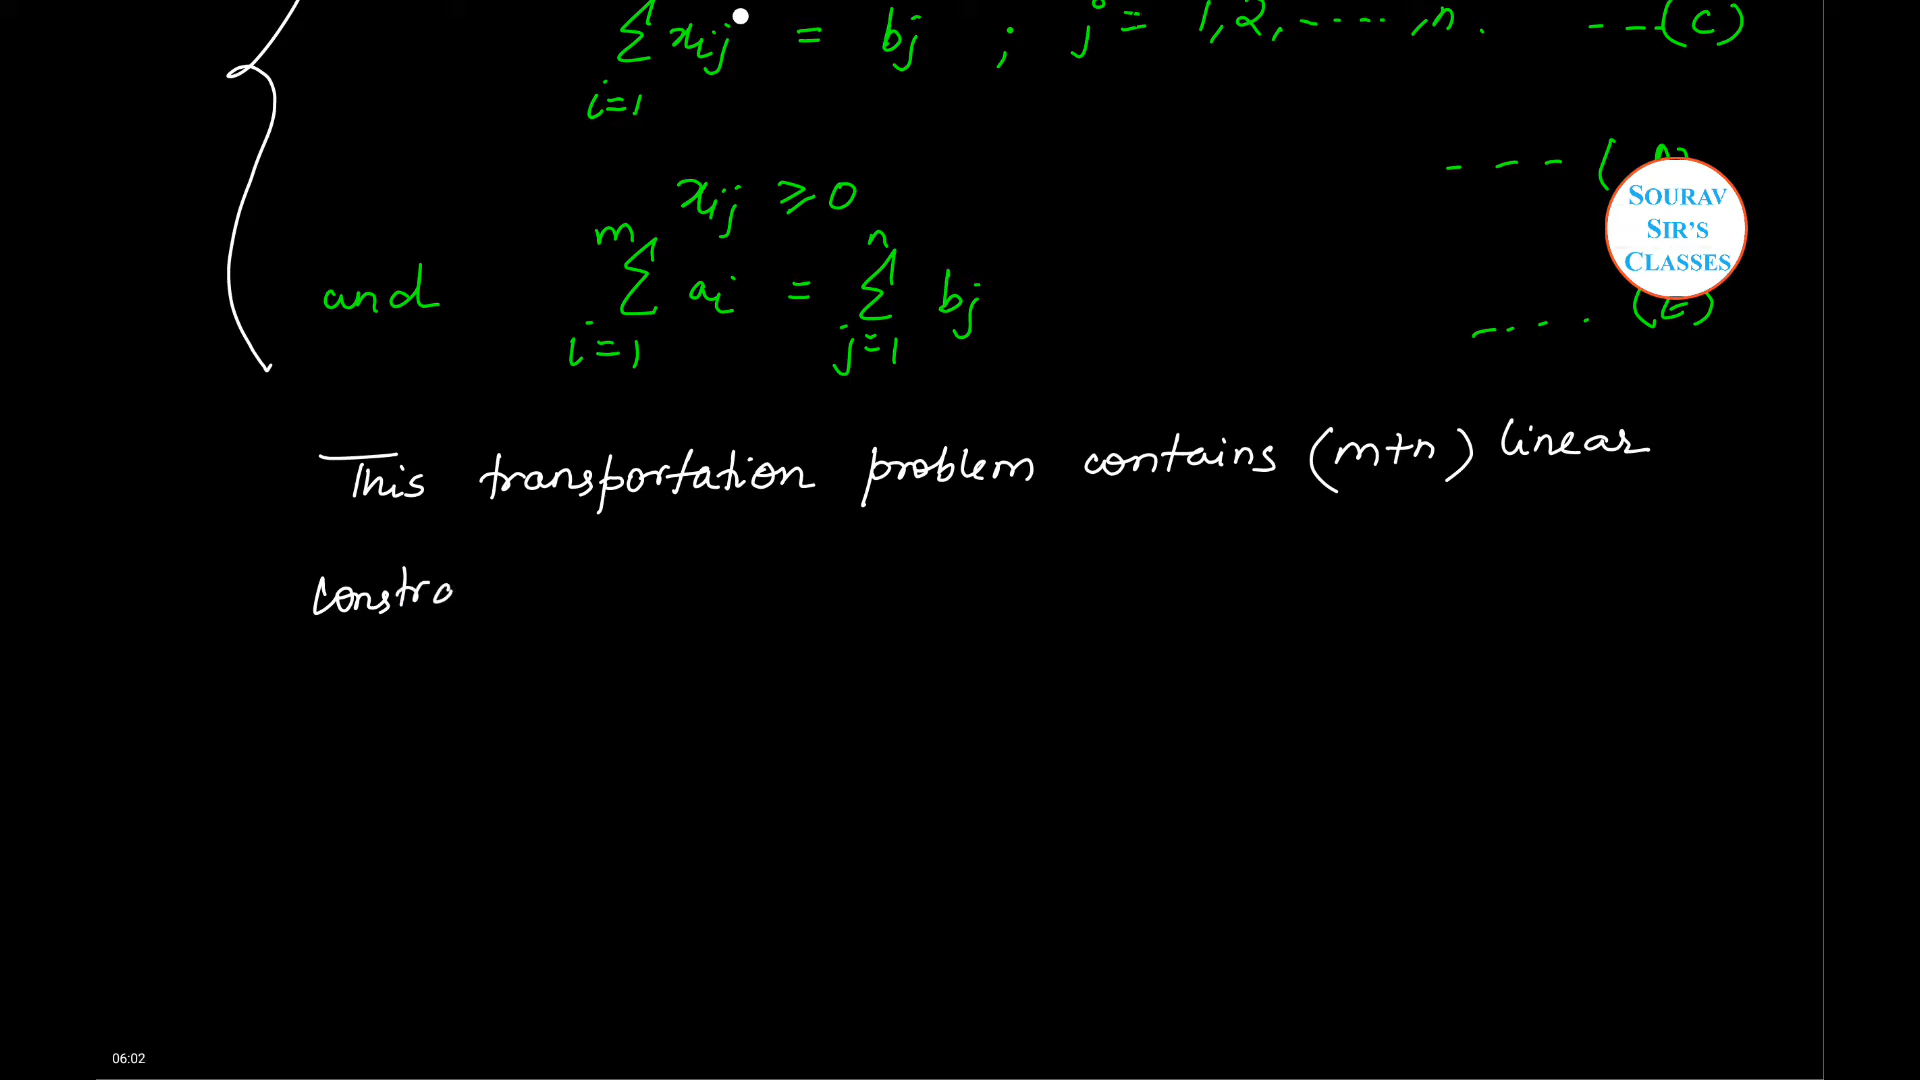 ∑ xij = bj ; j = 1,2,-----,n. ---(C)
i=1
xij ⩾ 0 ---(
and m∑i=1 ai = n∑j=1 bj ....(E)
This transportation problem contains (m+n) linear
constra
SOURAV
SIR'S
CLASSES
06:02